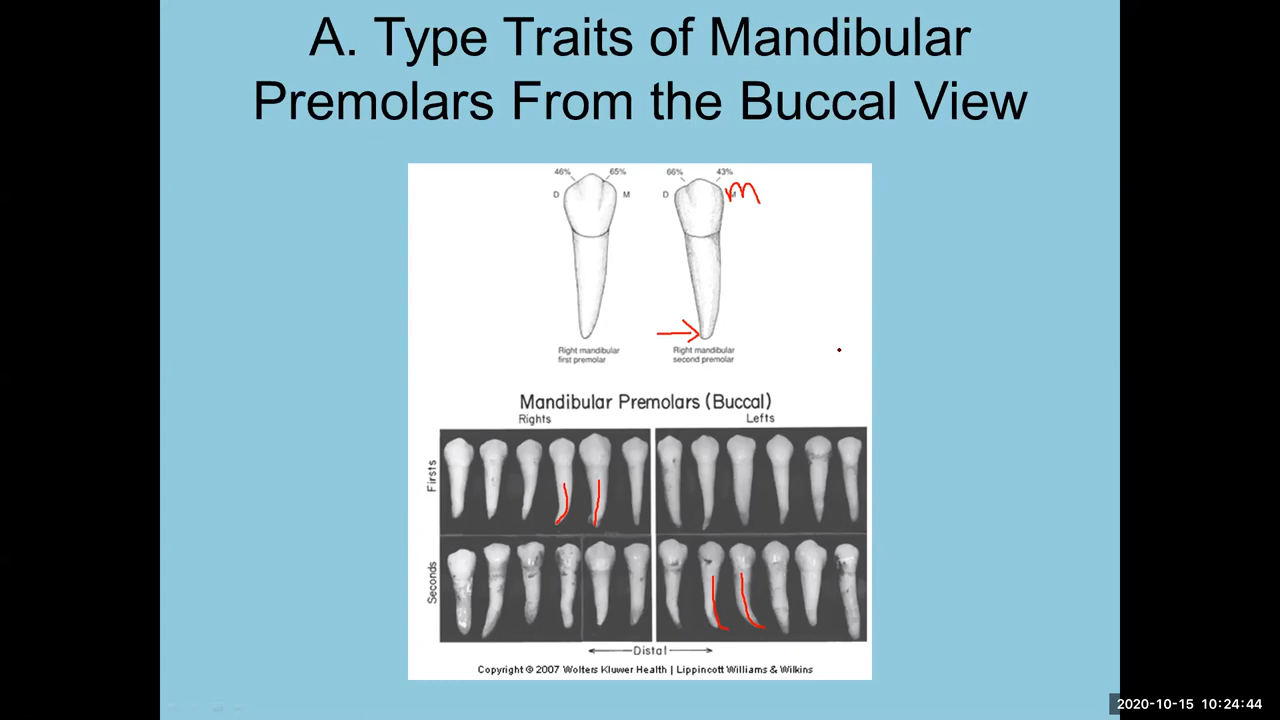 A. Type Traits of Mandibular
Premolars From the Buccal View
46% 65% 66% 43%
D M D m
Right mandibular
first premolar
Right mandibular
second premolar
Mandibular Premolars (Buccal)
Rights Lefts
Firsts
Seconds
Distal
Copyright © 2007 Wolters Kluwer Health | Lippincott Williams & Wilkins
2020-10-15 10:24:44